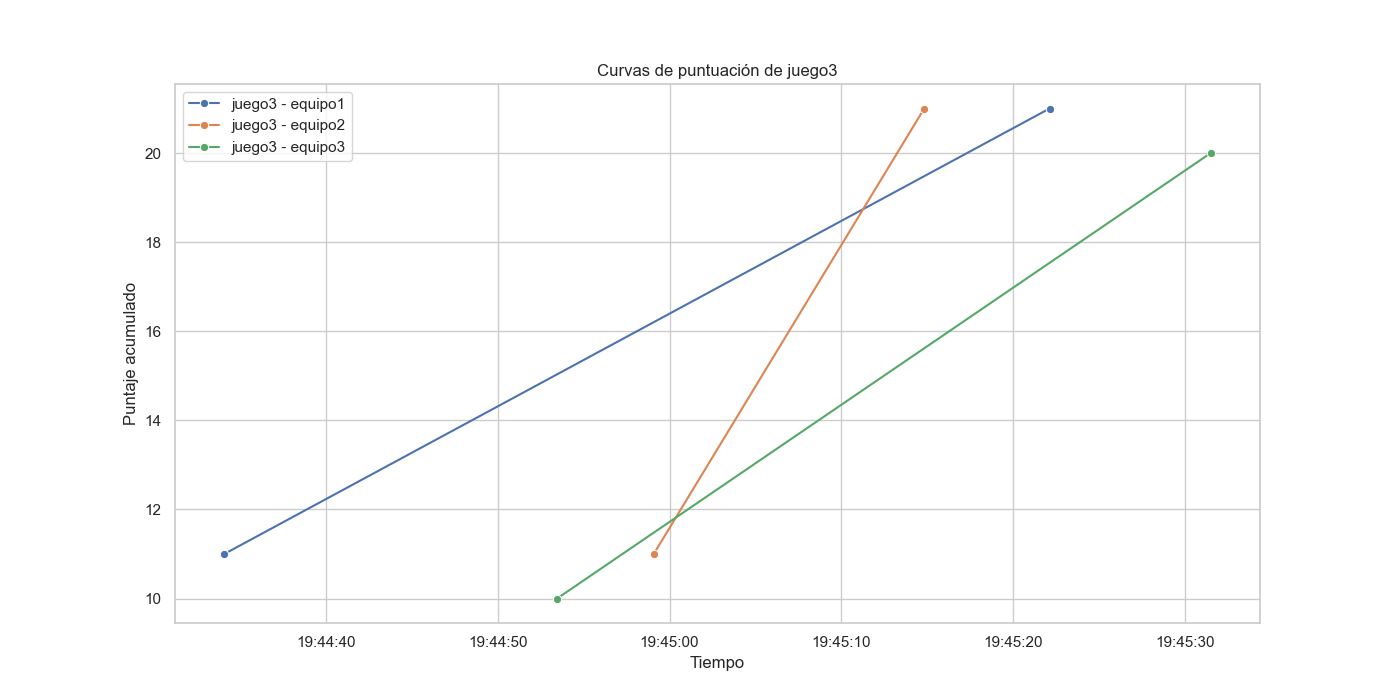 Curvas de puntuación de juego3
juego3 - equipo1
juego3 - equipo2
juego3 - equipo3
Puntaje acumulado
20
18
16
14
12
10
19:44:40 19:44:50 19:45:00 19:45:10 19:45:20 19:45:30
Tiempo